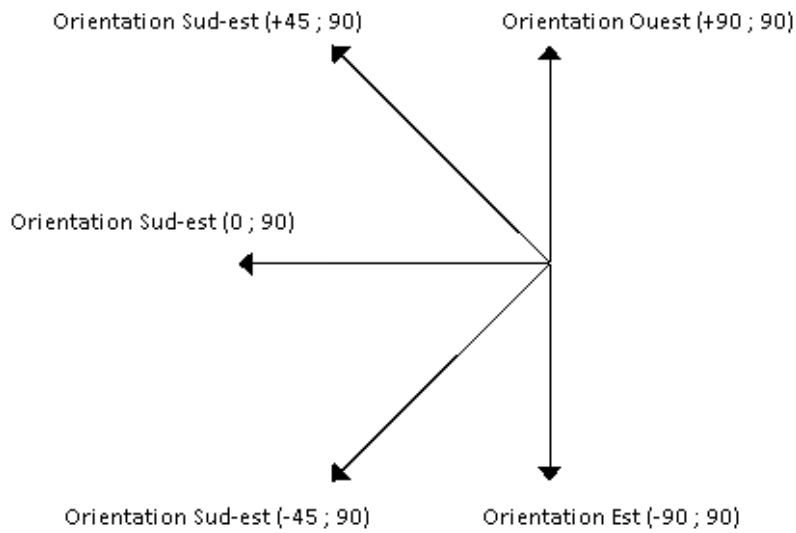 Orientation Sud-est (+45 ; 90)
Orientation Ouest (+90 ; 90)
Orientation Sud-est (0 ; 90)
Orientation Sud-est (-45 ; 90)
Orientation Est (-90 ; 90)